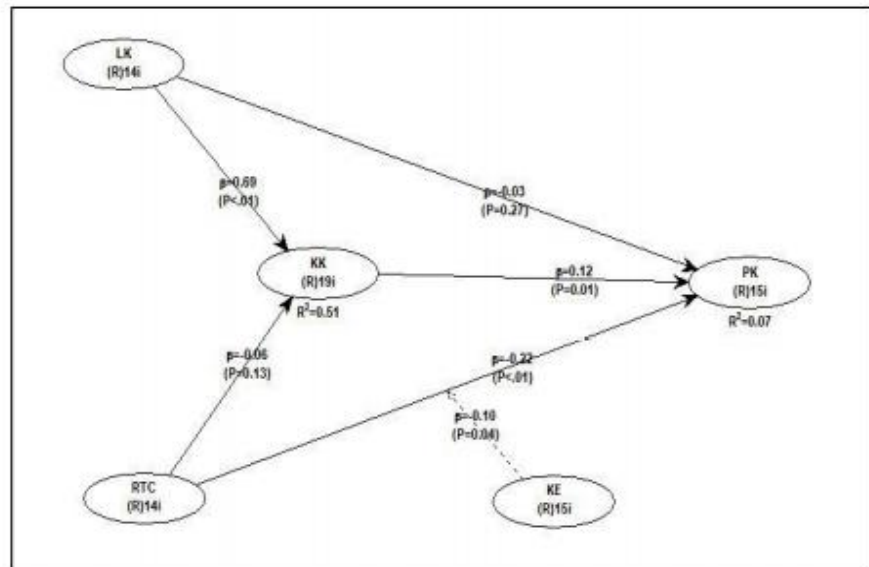 LK
(R)14i
β=0.69
(P<.01)
β=-0.03
(P=0.27)
KK
(R)19i
R²=0.51
β=0.12
(P=0.01)
PK
(R)15i
R²=0.07
β=-0.06
(P=0.13)
β=-0.22
(P<.01)
β=-0.10
(P=0.04)
RTC
(R)14i
KE
(R)15i